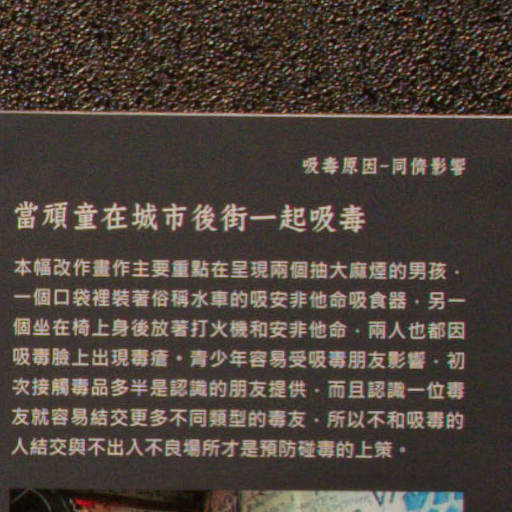 吸毒原因-同儕影響
當頑童在城市後街一起吸毒
本幅改作畫作主要重點在呈現兩個抽大麻煙的男孩，
一個口袋裡裝著俗稱水車的吸安非他命吸食器，另一
個坐在椅上身後放著打火機和安非他命，兩人也都因
吸毒臉上出現毒瘡。青少年容易受吸毒朋友影響，初
次接觸毒品多半是認識的朋友提供，而且認識一位毒
友就容易結交更多不同類型的毒友，所以不和吸毒的
人結交與不出入不良場所才是預防碰毒的上策。